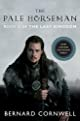 THE PALE HORSEMAN
BOOK 2 OF THE LAST KINGDOM
BERNARD CORNWELL